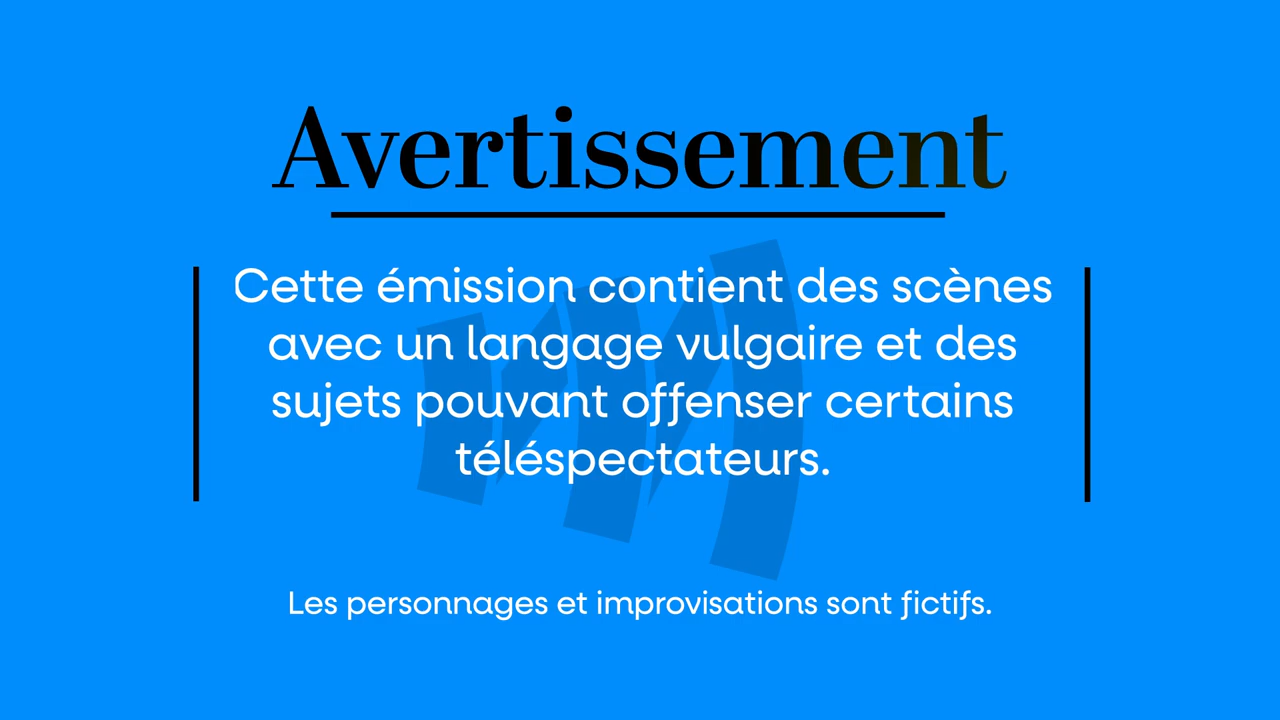 Avertissement
Cette émission contient des scènes
avec un langage vulgaire et des
sujets pouvant offenser certains
téléspectateurs.
Les personnages et improvisations sont fictifs.